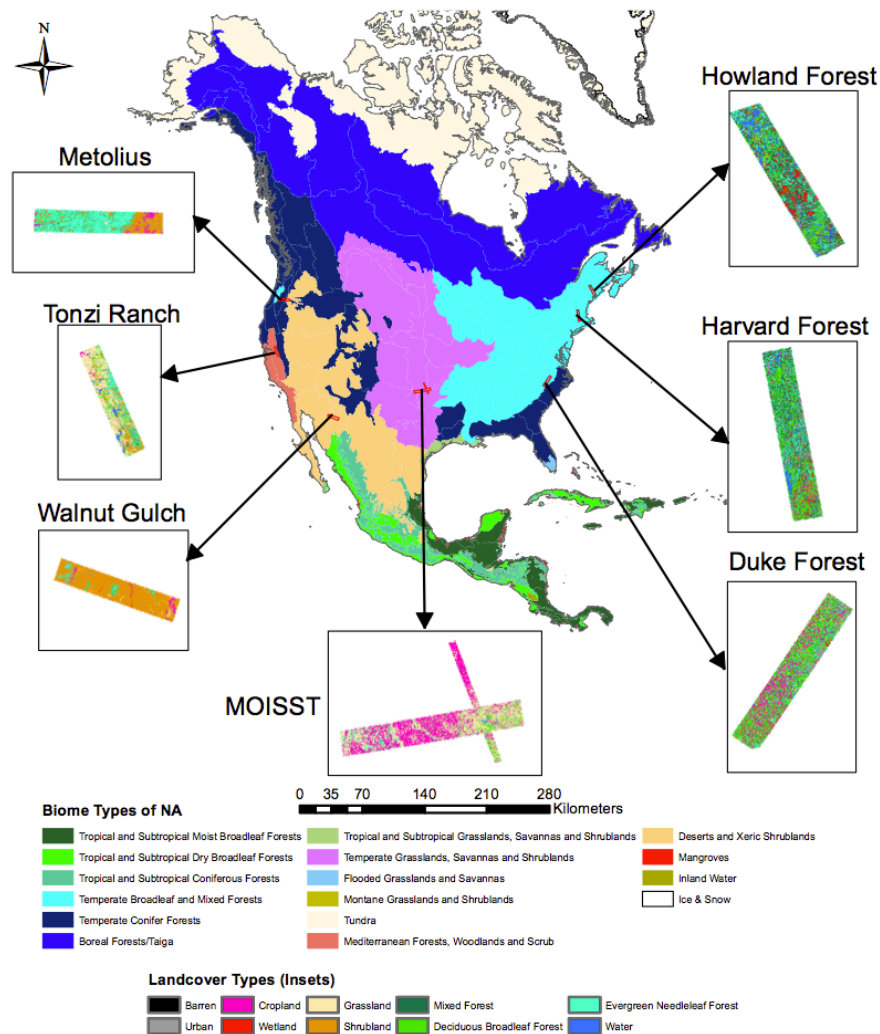 N
Howland Forest
Metolius
Tonzi Ranch
Harvard Forest
Walnut Gulch
Duke Forest
MOISST
0 35 70 140 210 280
Kilometers
Biome Types of NA
Tropical and Subtropical Moist Broadleaf Forests
Tropical and Subtropical Dry Broadleaf Forests
Tropical and Subtropical Coniferous Forests
Temperate Broadleaf and Mixed Forests
Temperate Conifer Forests
Boreal Forests/Taiga
Tropical and Subtropical Grasslands, Savannas and Shrublands
Temperate Grasslands, Savannas and Shrublands
Flooded Grasslands and Savannas
Montane Grasslands and Shrublands
Tundra
Mediterranean Forests, Woodlands and Scrub
Deserts and Xeric Shrublands
Mangroves
Inland Water
Ice & Snow
Landcover Types (Insets)
Barren
Cropland
Grassland
Mixed Forest
Evergreen Needleleaf Forest
Urban
Wetland
Shrubland
Deciduous Broadleaf Forest
Water